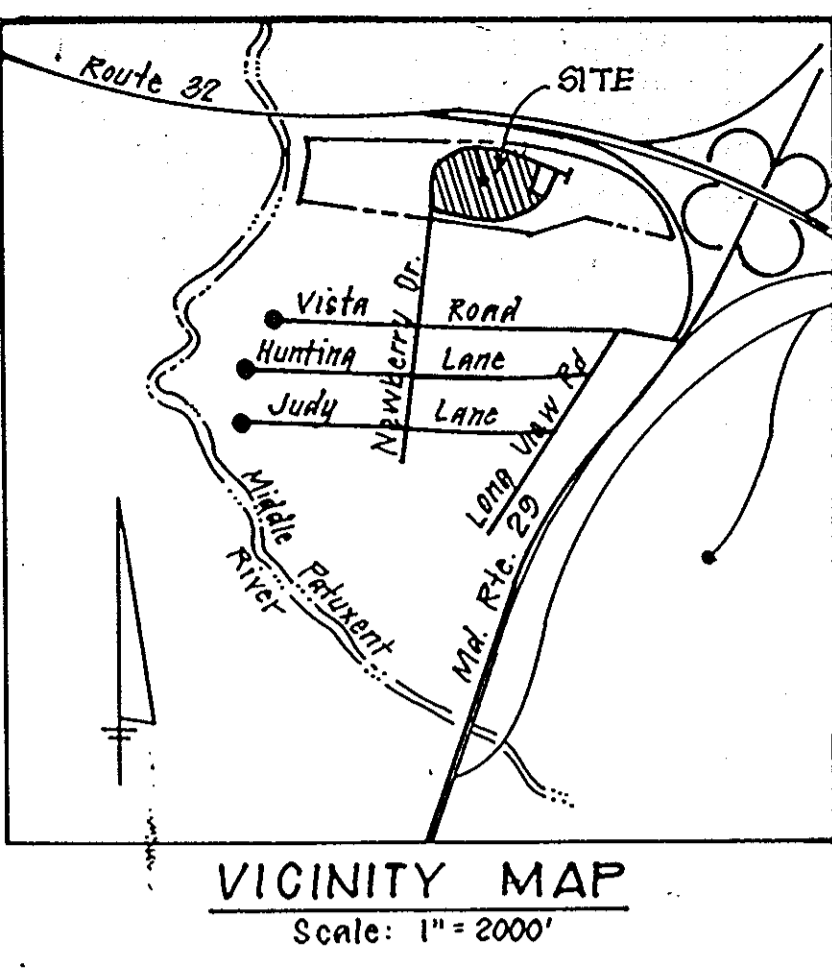 Route 32
SITE
Newberry Dr.
Vista Road
Hunting Lane
Judy Lane
Long View Rd
Md. Rte. 29
Middle Patuxent
River
VICINITY MAP
Scale: 1" = 2000'